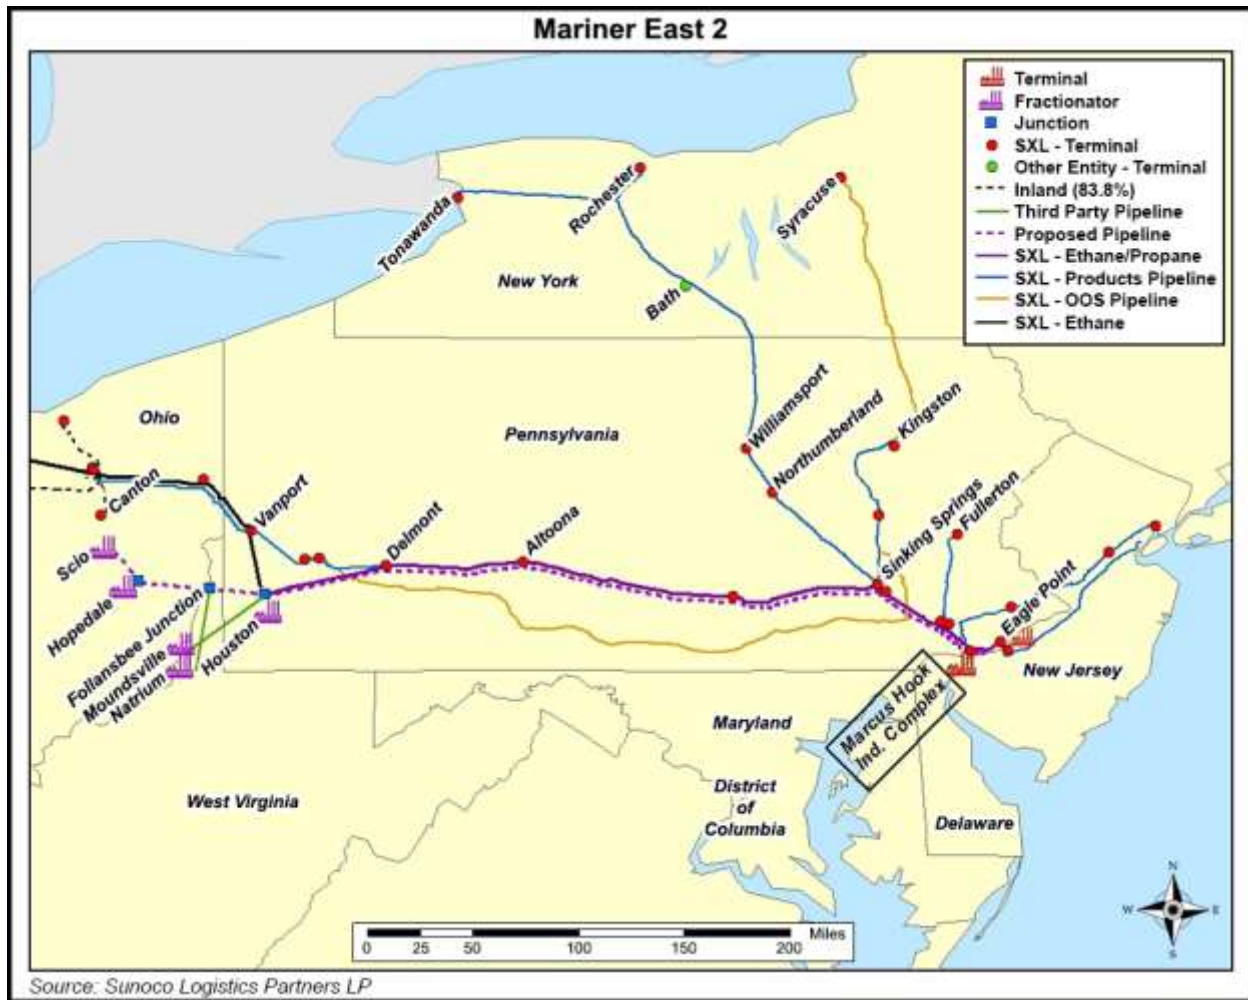 Mariner East 2
Terminal
Fractionator
Junction
SXL - Terminal
Other Entity - Terminal
Inland (83.8%)
Third Party Pipeline
Proposed Pipeline
SXL - Ethane/Propane
SXL - Products Pipeline
SXL - OOS Pipeline
SXL - Ethane
Tonawanda
Rochester
Syracuse
New York
Bath
Ohio
Pennsylvania
Williamsport
Northumberland
Kingston
Canton
Vanport
Delmont
Altoona
Sinking Springs
Fullerton
Scio
Hopedale
Follansbee Junction
Moundsville
Natrium
Houston
Eagle Point
New Jersey
Marcus Hook
Ind. Complex
Maryland
West Virginia
District
of
Columbia
Delaware
N
W
E
S
Miles
0 25 50 100 150 200
Source: Sunoco Logistics Partners LP